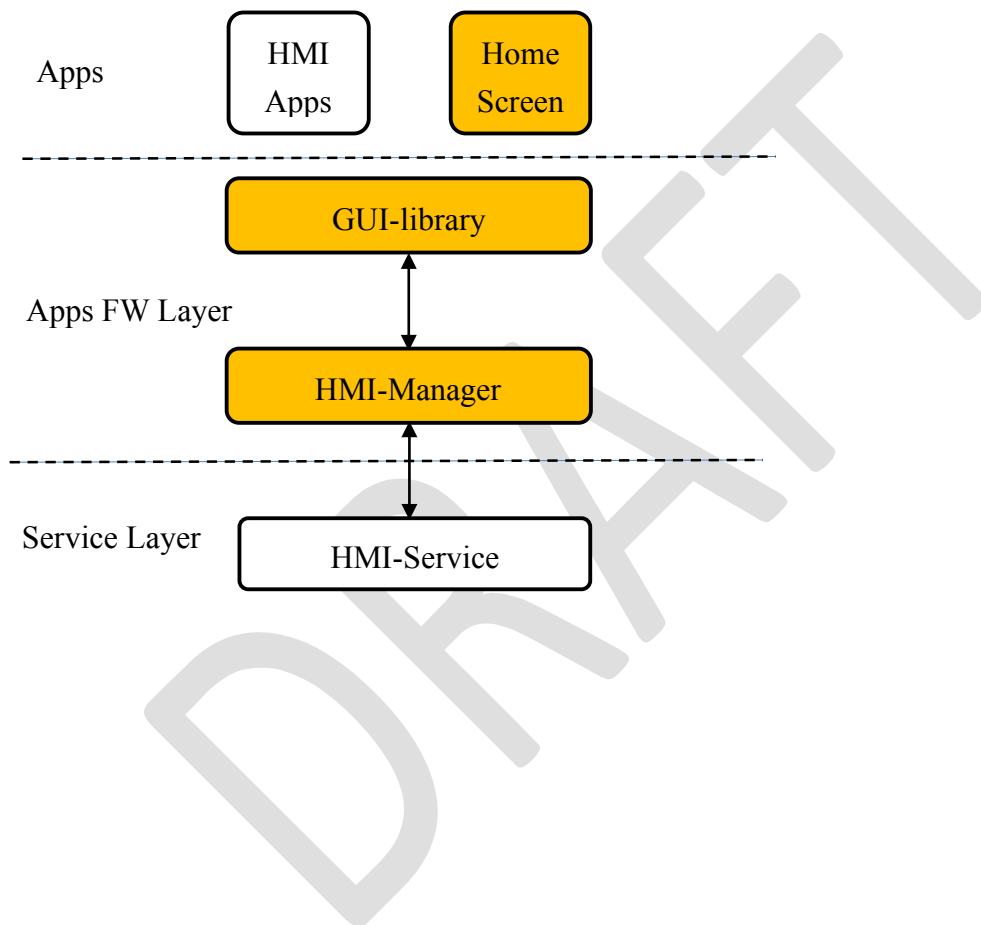 Apps
HMI
Apps
Home
Screen
GUI-library
Apps FW Layer
HMI-Manager
Service Layer
HMI-Service
DRAFT